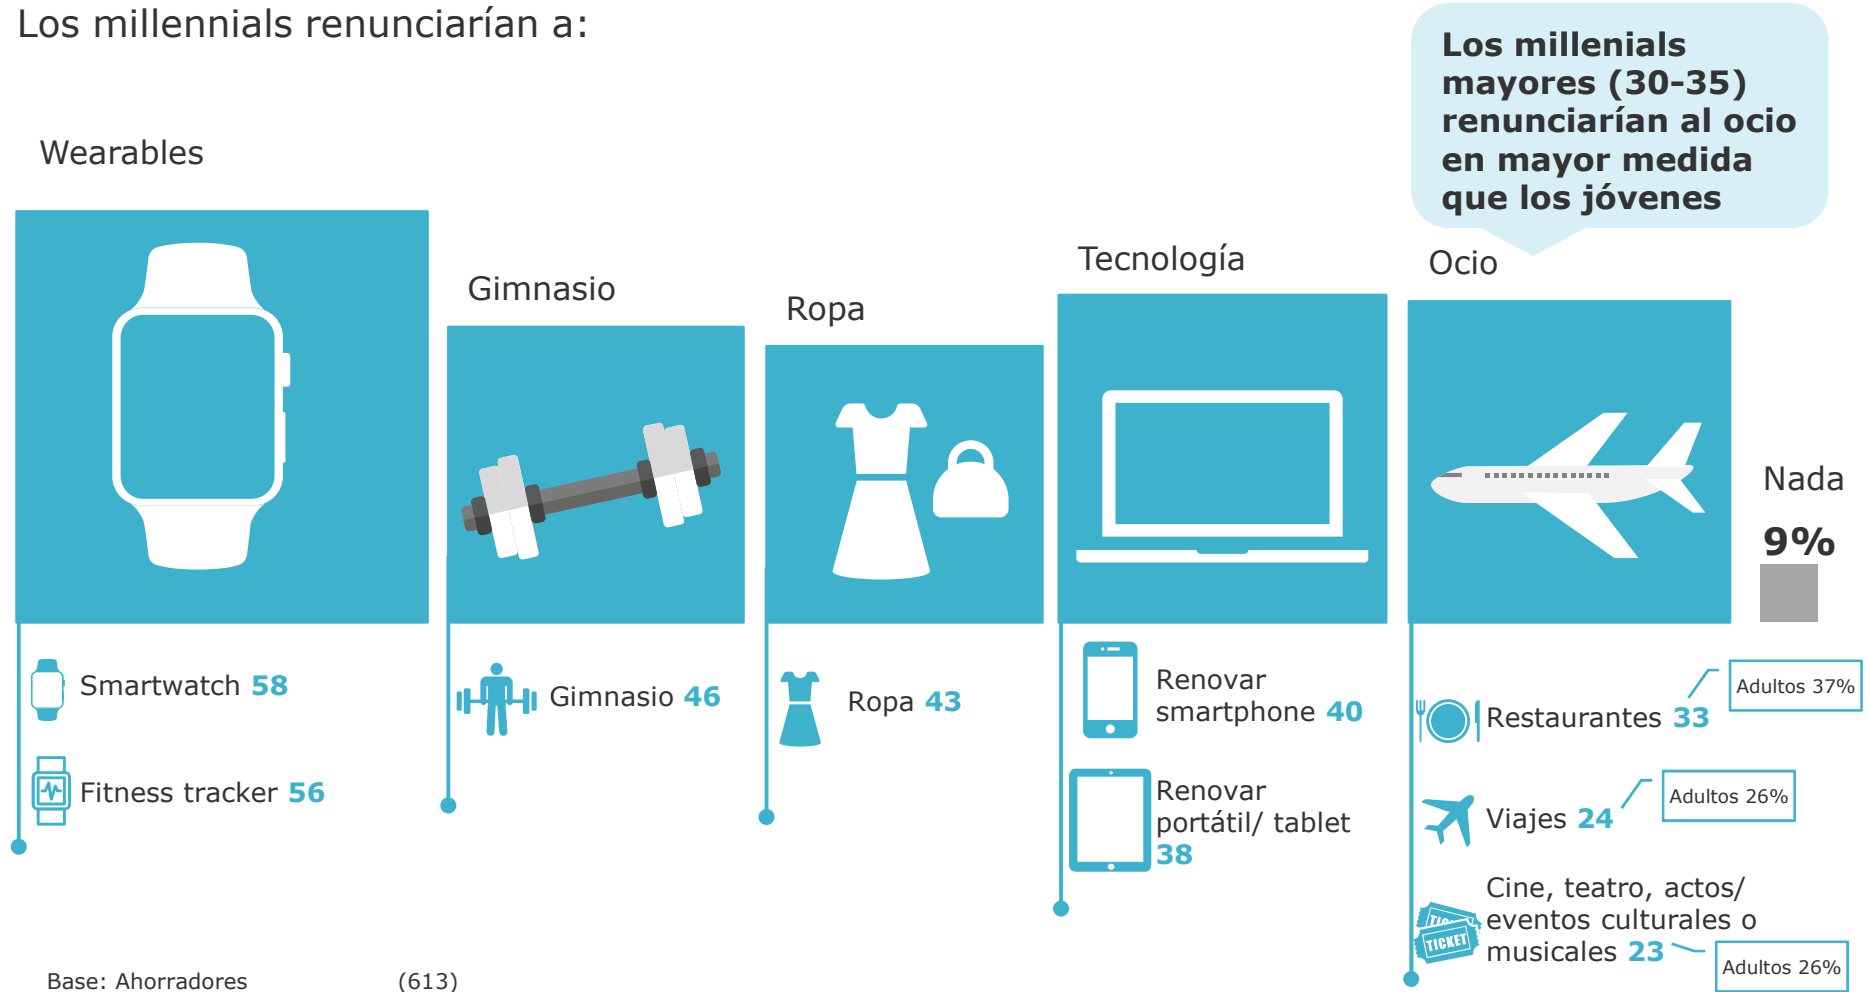 Los millennials renunciarían a:
Los millenials
mayores (30-35)
renunciarían al ocio
en mayor medida
que los jóvenes
Wearables
Gimnasio
Ropa
Tecnología
Ocio
Nada
9%
Smartwatch 58
Fitness tracker 56
Gimnasio 46
Ropa 43
Renovar
smartphone 40
Renovar
portátil/ tablet
38
Adultos 37%
Restaurantes 33
Adultos 26%
Viajes 24
Cine, teatro, actos/
eventos culturales o
musicales 23
Adultos 26%
TICKET
Base: Ahorradores (613)